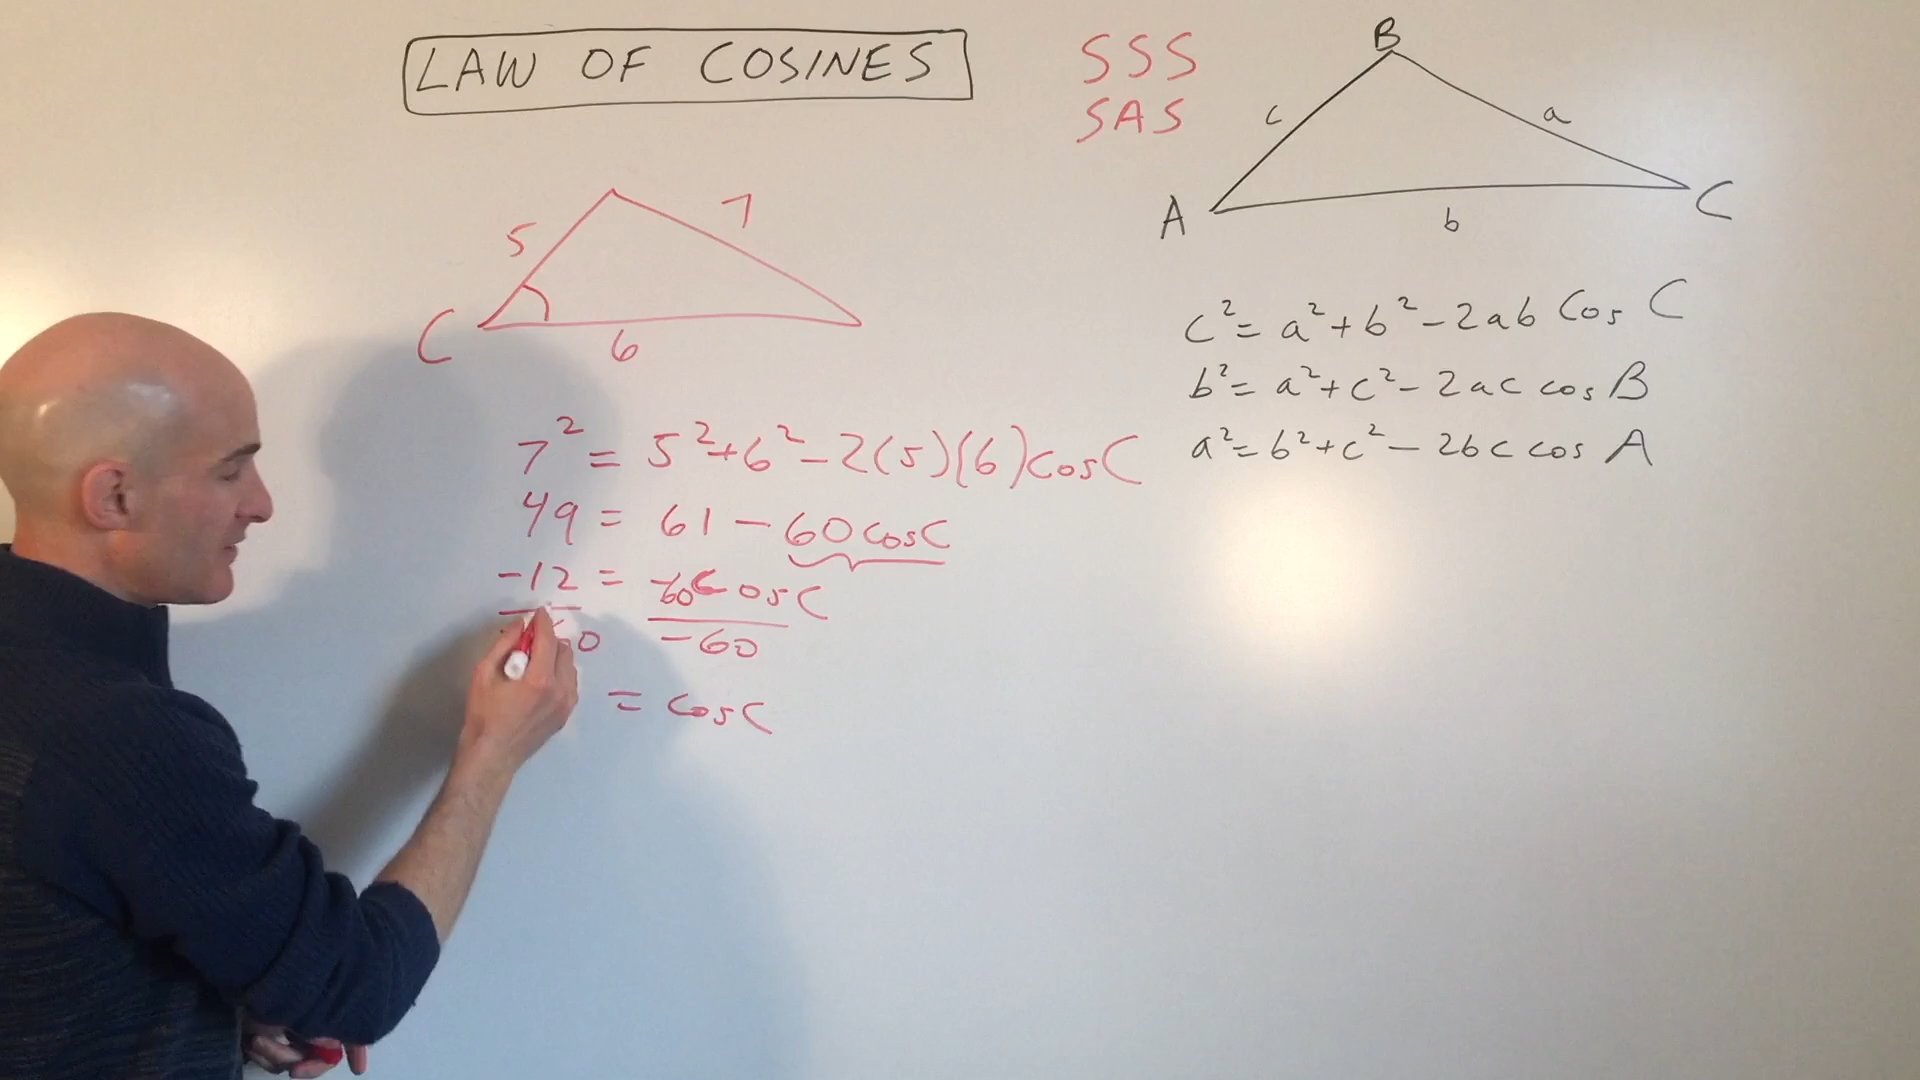 LAW OF COSINES
SSS
SAS
B
c
a
A
b
C
5
7
C
6
c² = a² + b² - 2ab Cos C
b² = a² + c² - 2ac cos B
a² = b² + c² - 2bc cos A
7² = 5² + 6² - 2(5)(6) cos C
49 = 61 - 60 cos C
-12 = -60 cos C
60 -60
= cos C